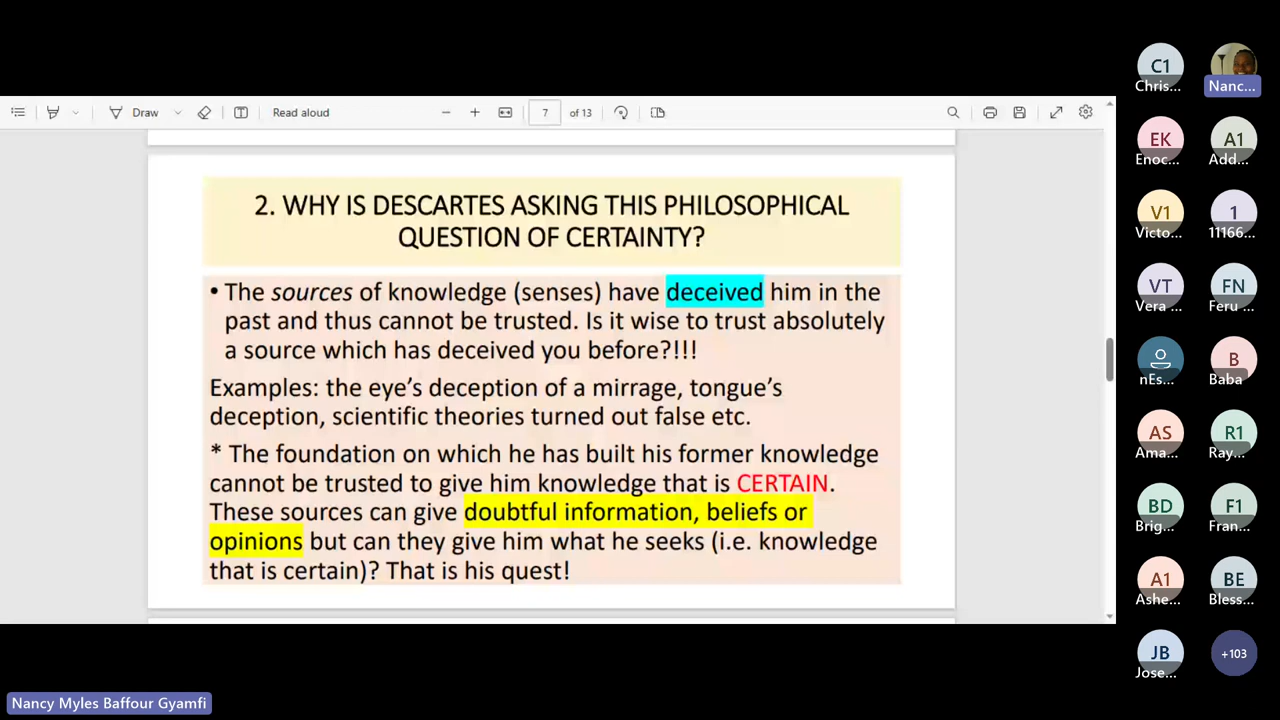 Draw
Read aloud
7 of 13
2. WHY IS DESCARTES ASKING THIS PHILOSOPHICAL
QUESTION OF CERTAINTY?
• The sources of knowledge (senses) have deceived him in the
past and thus cannot be trusted. Is it wise to trust absolutely
a source which has deceived you before?!!!
Examples: the eye's deception of a mirrage, tongue's
deception, scientific theories turned out false etc.
* The foundation on which he has built his former knowledge
cannot be trusted to give him knowledge that is CERTAIN.
These sources can give doubtful information, beliefs or
opinions but can they give him what he seeks (i.e. knowledge
that is certain)? That is his quest!
C1
Chris...
Nanc...
EK
Enoc...
A1
Add...
V1
Victo...
1
11166...
VT
Vera ...
FN
Feru ...
nEs...
B
Baba
AS
Ama...
R1
Ray...
BD
Brig...
F1
Fran...
A1
Ashe...
BE
Bless...
JB
Jose...
+103
Nancy Myles Baffour Gyamfi